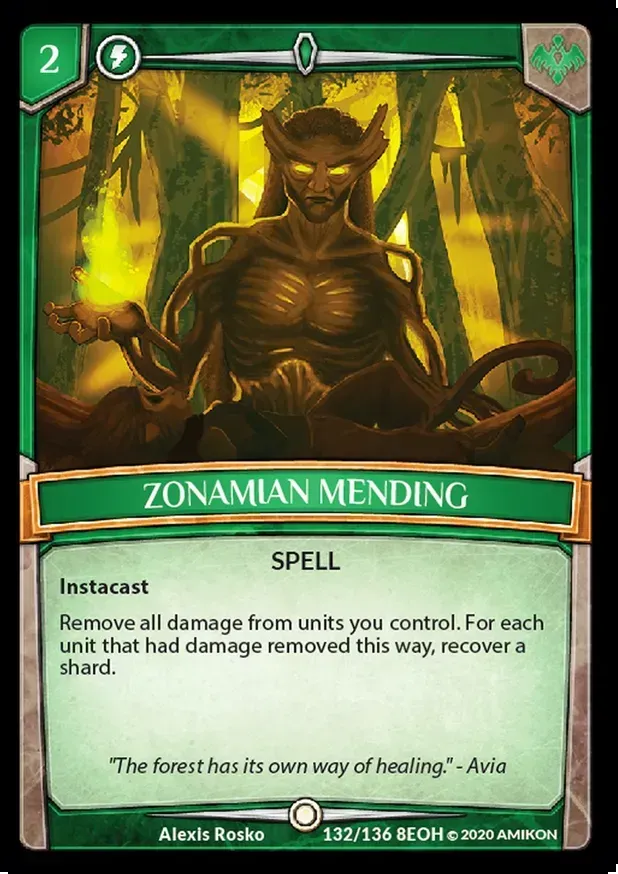 2
ZONAMIAN MENDING
SPELL
Instacast
Remove all damage from units you control. For each
unit that had damage removed this way, recover a
shard.
"The forest has its own way of healing." - Avia
Alexis Rosko 132/136 8EOH © 2020 AMIKON